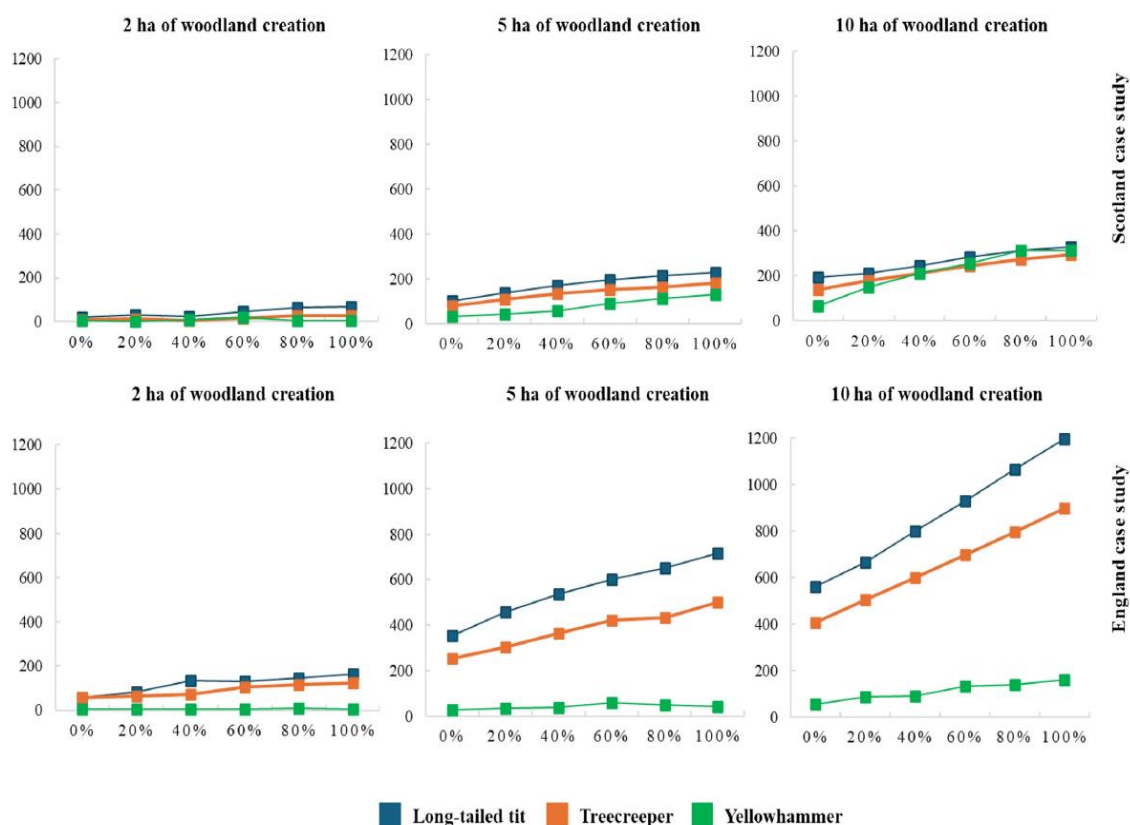 2 ha of woodland creation
5 ha of woodland creation
10 ha of woodland creation
1200
1000
800
600
400
200
0
0% 20% 40% 60% 80% 100%
1200
1000
800
600
400
200
0
0% 20% 40% 60% 80% 100%
1200
1000
800
600
400
200
0
0% 20% 40% 60% 80% 100%
Scotland case study
2 ha of woodland creation
5 ha of woodland creation
10 ha of woodland creation
1200
1000
800
600
400
200
0
0% 20% 40% 60% 80% 100%
1200
1000
800
600
400
200
0
0% 20% 40% 60% 80% 100%
1200
1000
800
600
400
200
0
0% 20% 40% 60% 80% 100%
England case study
Long-tailed tit Treecreeper Yellowhammer